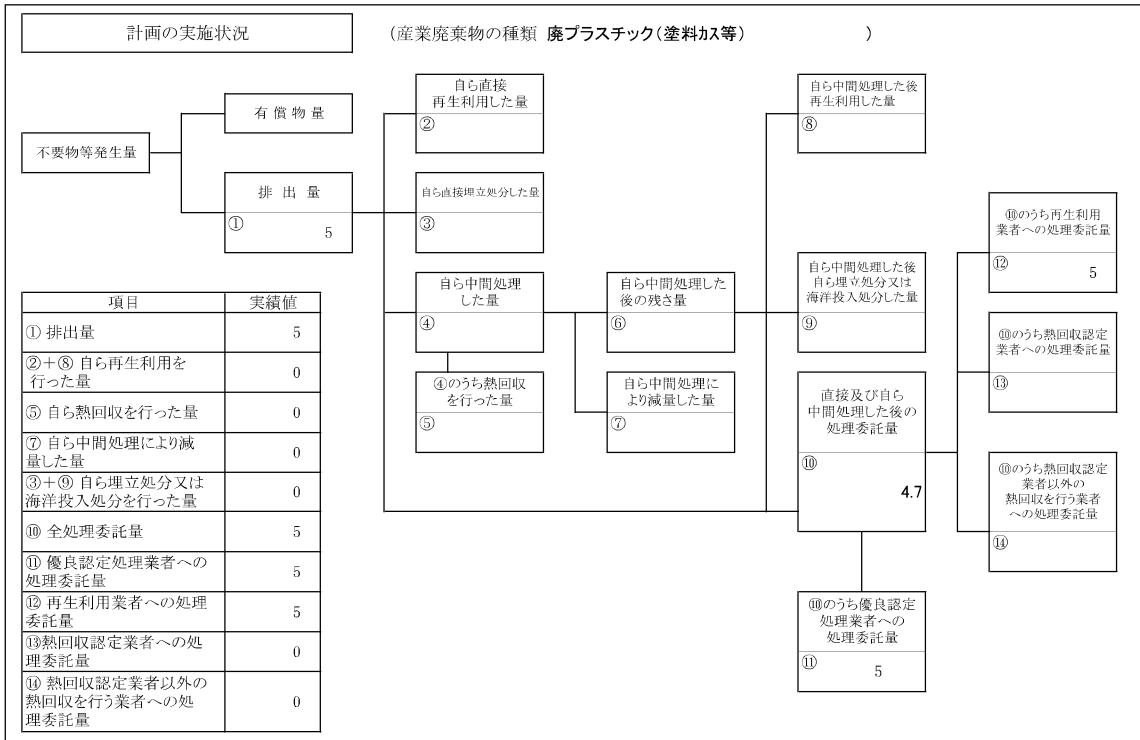 計画の実施状況
(産業廃棄物の種類 廃プラスチック(塗料カス等) )
不要物等発生量
有償物量
排出量
①
5
自ら直接
再生利用した量
②
自ら直接埋立処分した量
③
自ら中間処理
した量
④
④のうち熱回収
を行った量
⑤
自ら中間処理した
後の残さ量
⑥
自ら中間処理に
より減量した量
⑦
自ら中間処理した後
再生利用した量
⑧
自ら中間処理した後
自ら埋立処分又は
海洋投入処分した量
⑨
直接及び自ら
中間処理した後の
処理委託量
⑩
4.7
⑩のうち優良認定
処理業者への
処理委託量
⑪
5
⑩のうち再生利用
業者への処理委託量
⑫
5
⑩のうち熱回収認定
業者への処理委託量
⑬
⑩のうち熱回収認定
業者以外の
熱回収を行う業者
への処理委託量
⑭
項目 実績値
① 排出量 5
②+⑧ 自ら再生利用を
行った量 0
⑤ 自ら熱回収を行った量 0
⑦ 自ら中間処理により減
量した量 0
③+⑨ 自ら埋立処分又は
海洋投入処分を行った量 0
⑩ 全処理委託量 5
⑪ 優良認定処理業者への
処理委託量 5
⑫ 再生利用業者への処理
委託量 5
⑬熱回収認定業者への処
理委託量 0
⑭ 熱回収認定業者以外の
熱回収を行う業者への処
理委託量 0